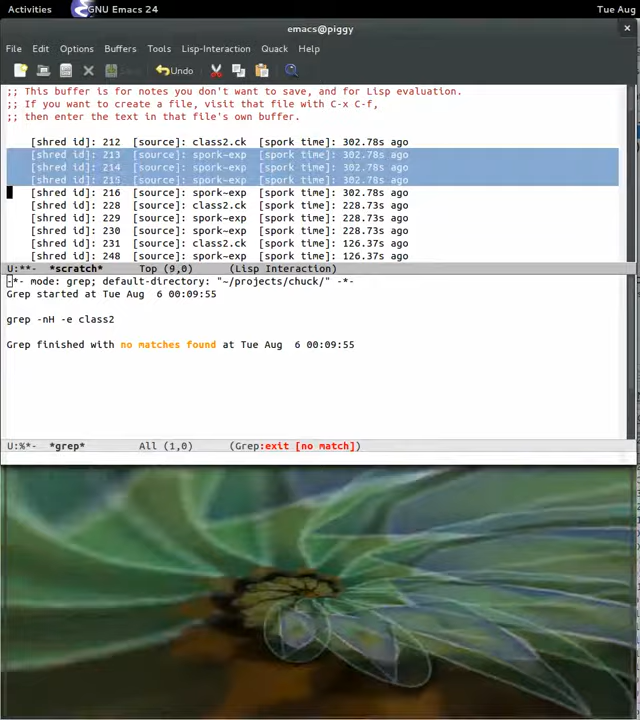 Activities GNU Emacs 24 Tue Aug
emacs@piggy
File Edit Options Buffers Tools Lisp-Interaction Quack Help
Undo
;; This buffer is for notes you don't want to save, and for Lisp evaluation.
;; If you want to create a file, visit that file with C-x C-f,
;; then enter the text in that file's own buffer.
[shred id]: 212 [source]: class2.ck [spork time]: 302.78s ago
[shred id]: 213 [source]: spork~exp [spork time]: 302.78s ago
[shred id]: 214 [source]: spork~exp [spork time]: 302.78s ago
[shred id]: 215 [source]: spork~exp [spork time]: 302.78s ago
[shred id]: 216 [source]: spork~exp [spork time]: 302.78s ago
[shred id]: 228 [source]: class2.ck [spork time]: 228.73s ago
[shred id]: 229 [source]: spork~exp [spork time]: 228.73s ago
[shred id]: 230 [source]: spork~exp [spork time]: 228.73s ago
[shred id]: 231 [source]: class2.ck [spork time]: 126.37s ago
[shred id]: 248 [source]: spork~exp [spork time]: 126.37s ago
U:**- *scratch* Top (9,0) (Lisp Interaction)
-*- mode: grep; default-directory: "~/projects/chuck/" -*-
Grep started at Tue Aug 6 00:09:55
grep -nH -e class2
Grep finished with no matches found at Tue Aug 6 00:09:55
U:%*- *grep* All (1,0) (Grep:exit [no match])